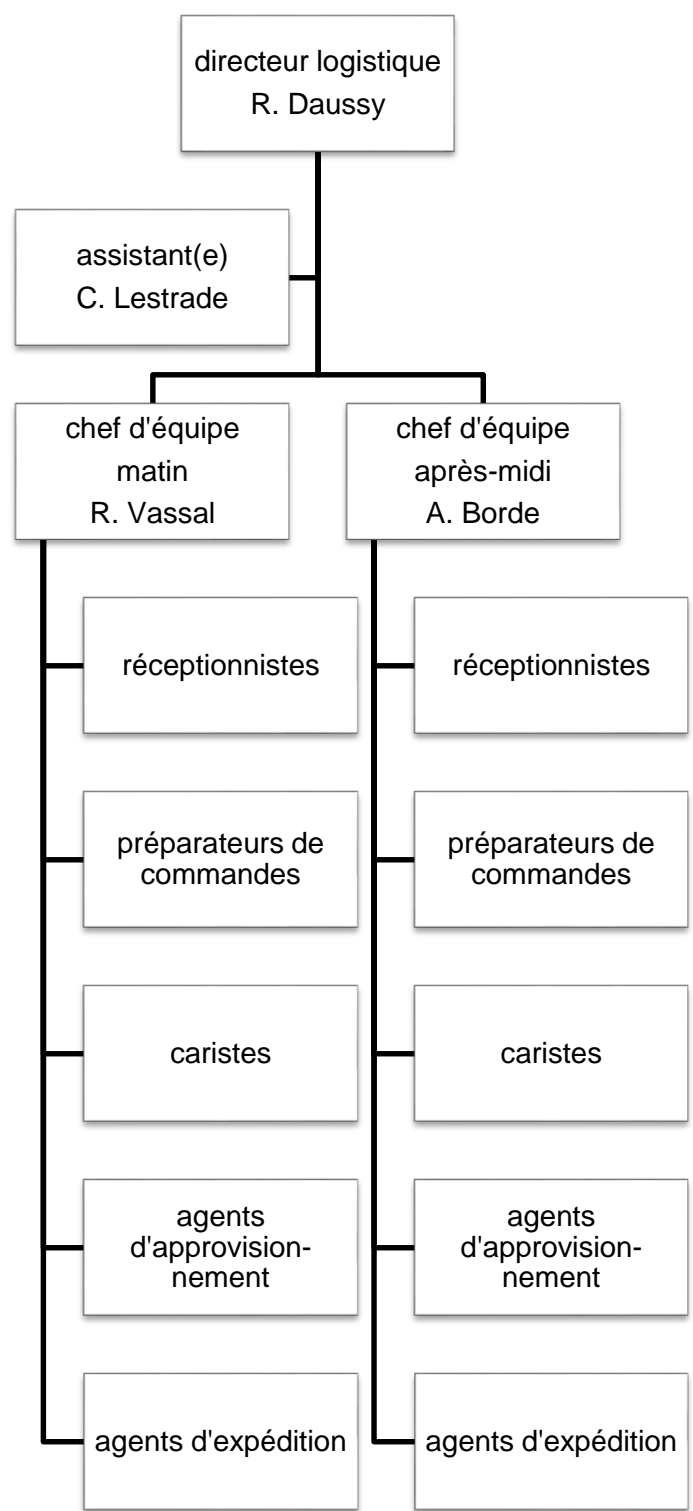 directeur logistique
R. Daussy
assistant(e)
C. Lestrade
chef d'équipe
matin
R. Vassal
chef d'équipe
après-midi
A. Borde
réceptionnistes
réceptionnistes
préparateurs de
commandes
préparateurs de
commandes
caristes
caristes
agents
d'approvision-
nement
agents
d'approvision-
nement
agents d'expédition
agents d'expédition